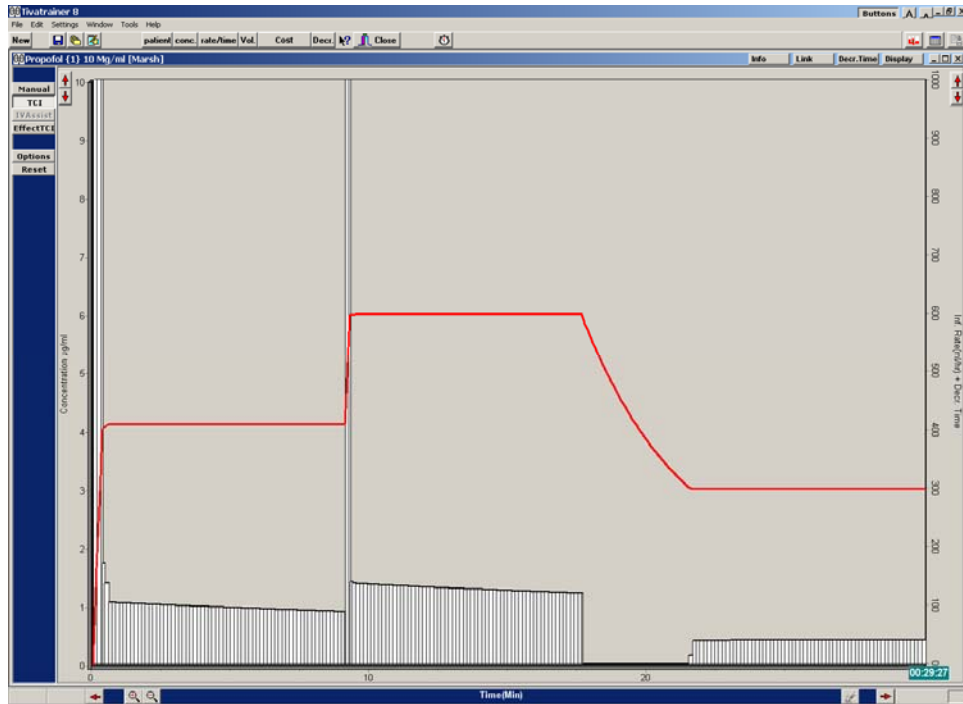 Tivatrainer 8 Buttons A A
File Edit Settings Window Tools Help
New patient conc. rate/time Vol. Cost Decr. Close
Propofol {1} 10 Mg/ml [Marsh] Info Link Decr.Time Display
Manual
TCI
TVAssist
EffectTCI
Options
Reset
10
9
8
7
6
5
4
3
2
1
0
Concentration µg/ml
1000
900
800
700
600
500
400
300
200
100
0
Inf. Rate(ml/hr) + Decr. Time
0 10 20
00:29:27
Time(Min)